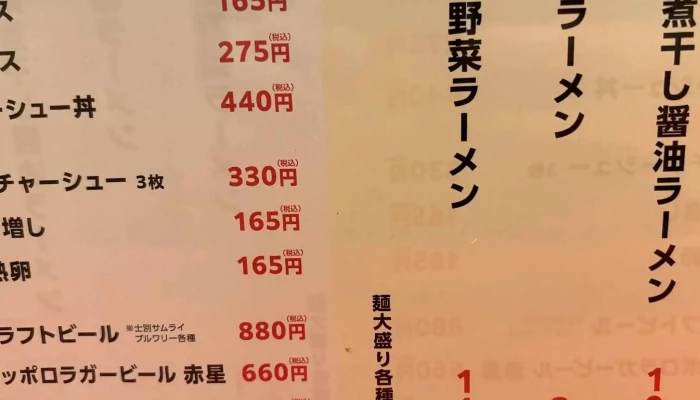 ス 165円
ス 275円(税込)
ーシュー丼 440円(税込)
チャーシュー 3枚 330円(税込)
増し 165円(税込)
熟卵 165円(税込)
ラフトビール ※士別サムライブルワリー各種 880円(税込)
ッポロラガービール 赤星 660円(税込)
煮干し醤油ラーメン
ラーメン
野菜ラーメン
麺大盛り各種